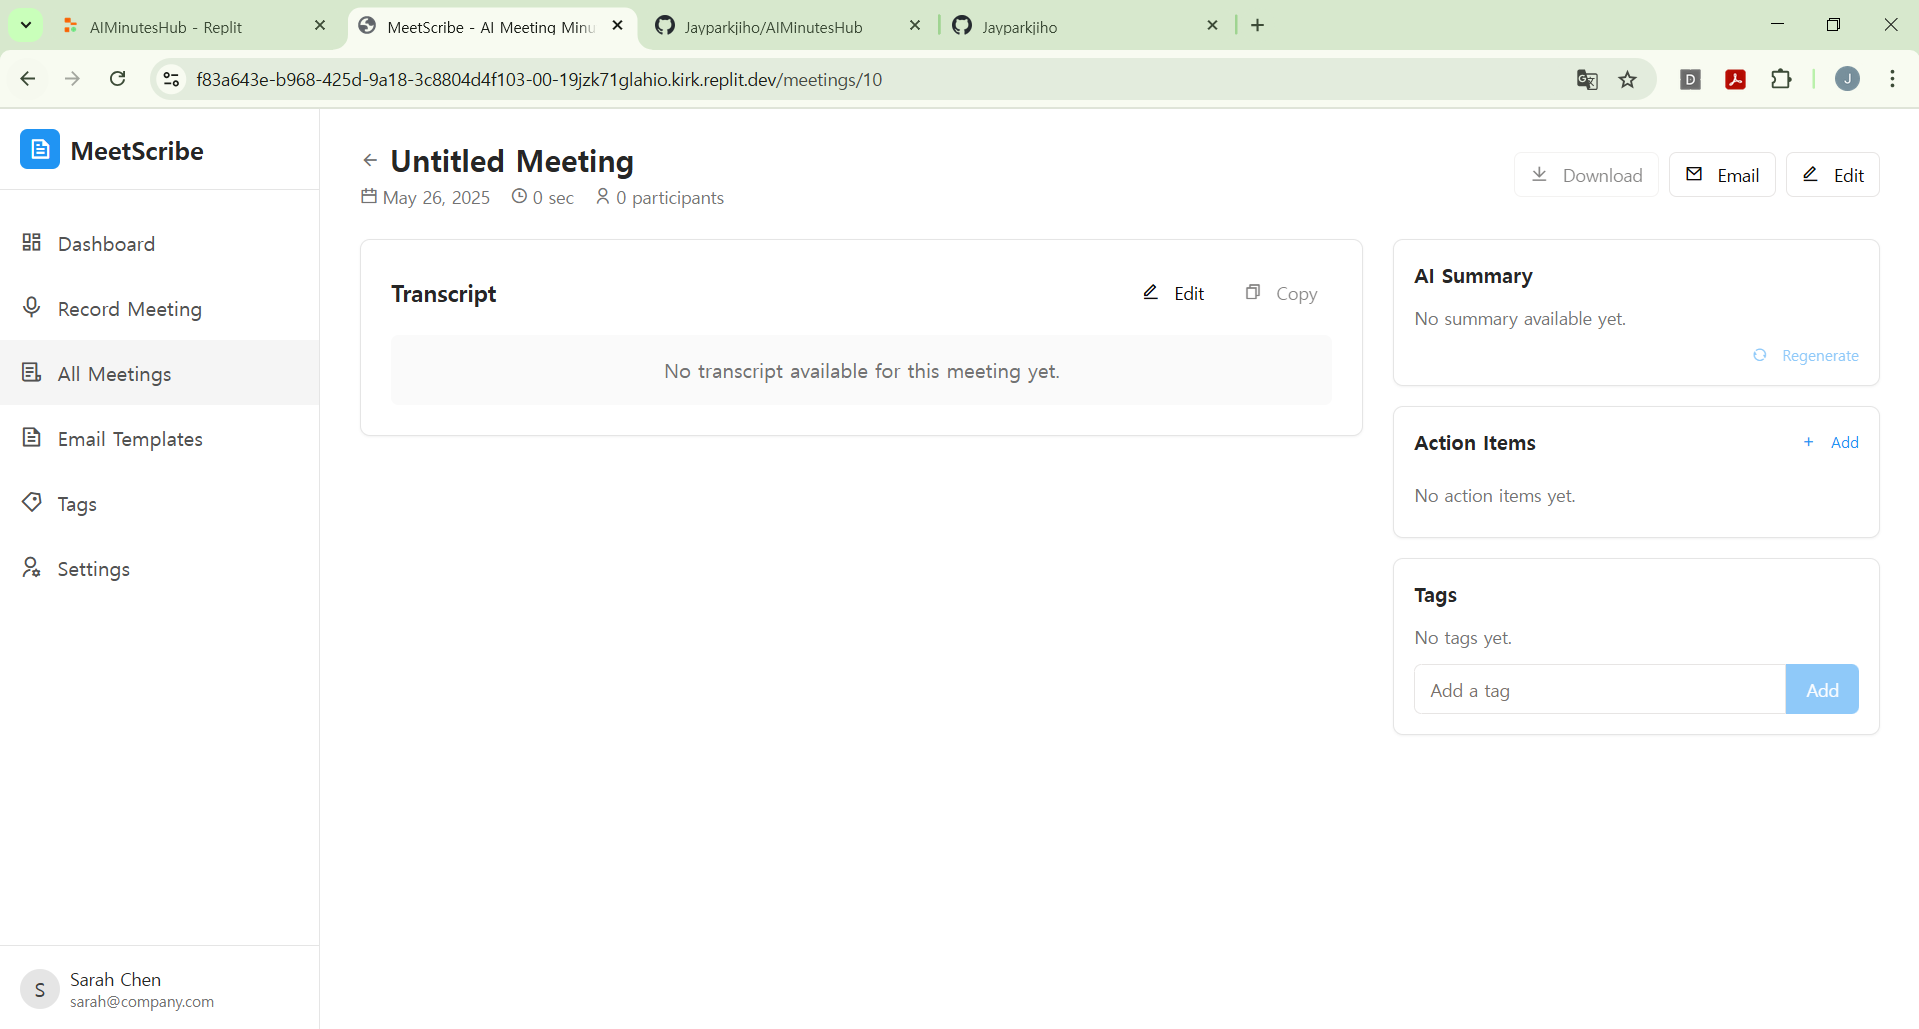 AIMinutesHub - Replit
MeetScribe - AI Meeting Minu
Jayparkjiho/AIMinutesHub
Jayparkjiho
f83a643e-b968-425d-9a18-3c8804d4f103-00-19jzk71glahio.kirk.replit.dev/meetings/10
D
J
MeetScribe
Dashboard
Record Meeting
All Meetings
Email Templates
Tags
Settings
S
Sarah Chen
sarah@company.com
Untitled Meeting
May 26, 2025 0 sec 0 participants
Download Email Edit
Transcript
Edit Copy
No transcript available for this meeting yet.
AI Summary
No summary available yet.
Regenerate
Action Items
+ Add
No action items yet.
Tags
No tags yet.
Add a tag
Add